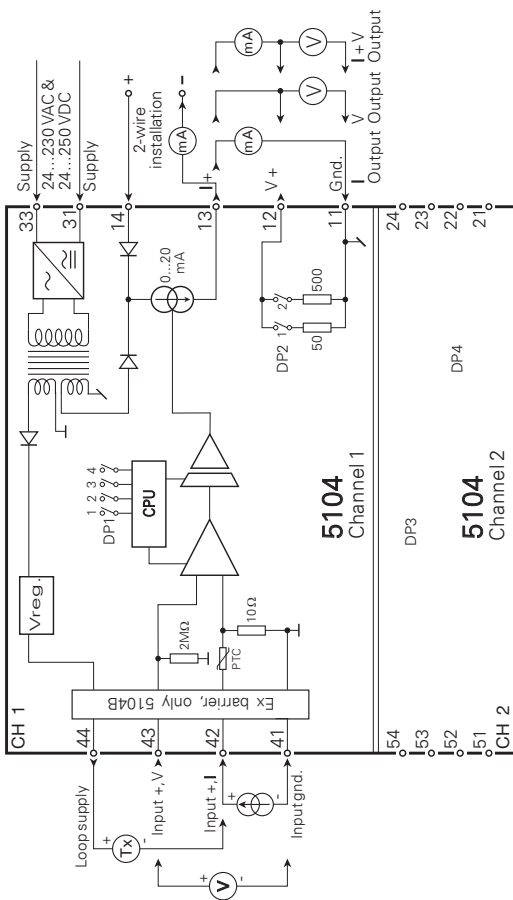 CH 1
Ex barrier, only 5104B
44
43
42
41
Loop supply
Input +, V
Input +, I
Input gnd.
+
Tx
-
+
-
+
V
-
Vreg.
2MΩ
PTC
10Ω
DP1
1 2 3 4
CPU
0...20
mA
DP2
1
2
50
500
33
31
14
13
12
11
Supply
24...230 VAC &
24...250 VDC
Supply
+
2-wire
installation
-
mA
I+
V +
Gnd.
mA
V
mA
V
I
Output
V
Output
I + V
Output
5104
Channel 1
DP3
DP4
5104
Channel 2
54
53
52
51
CH 2
24
23
22
21